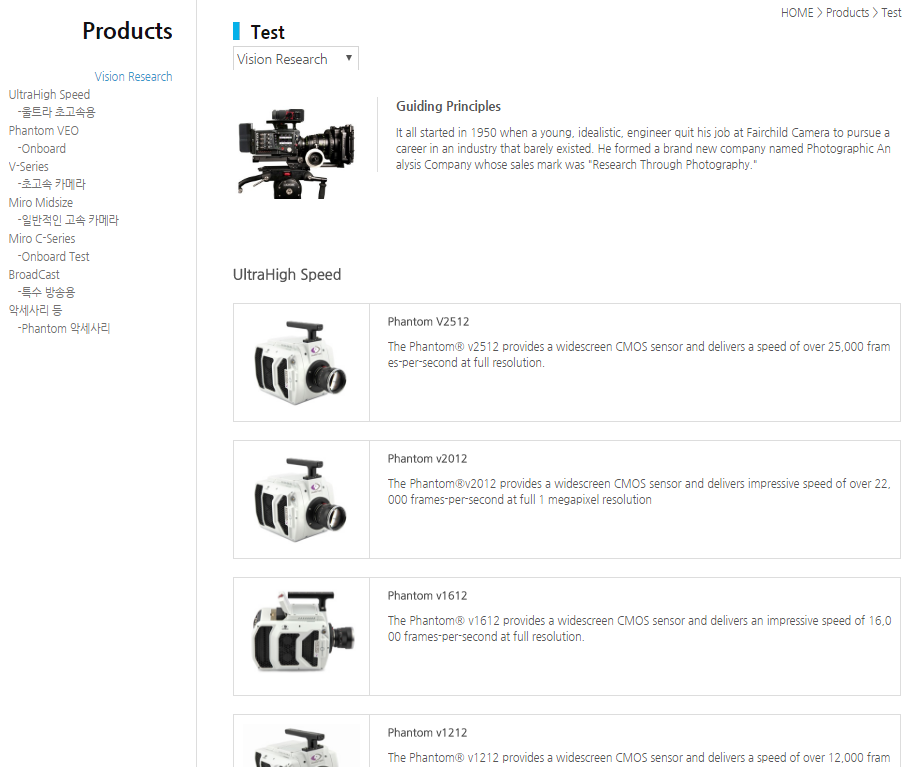 HOME > Products > Test
Products
Vision Research
UltraHigh Speed
-울트라 초고속용
Phantom VEO
-Onboard
V-Series
-초고속 카메라
Miro Midsize
-일반적인 고속 카메라
Miro C-Series
-Onboard Test
BroadCast
-특수 방송용
악세사리 등
-Phantom 악세사리
Test
Vision Research ▼
Guiding Principles
It all started in 1950 when a young, idealistic, engineer quit his job at Fairchild Camera to pursue a
career in an industry that barely existed. He formed a brand new company named Photographic An
alysis Company whose sales mark was "Research Through Photography."
UltraHigh Speed
Phantom V2512
The Phantom® v2512 provides a widescreen CMOS sensor and delivers a speed of over 25,000 fram
es-per-second at full resolution.
Phantom v2012
The Phantom®v2012 provides a widescreen CMOS sensor and delivers impressive speed of over 22,
000 frames-per-second at full 1 megapixel resolution
Phantom v1612
The Phantom® v1612 provides a widescreen CMOS sensor and delivers an impressive speed of 16,0
00 frames-per-second at full resolution.
Phantom v1212
The Phantom® v1212 provides a widescreen CMOS sensor and delivers a speed of over 12,000 fram